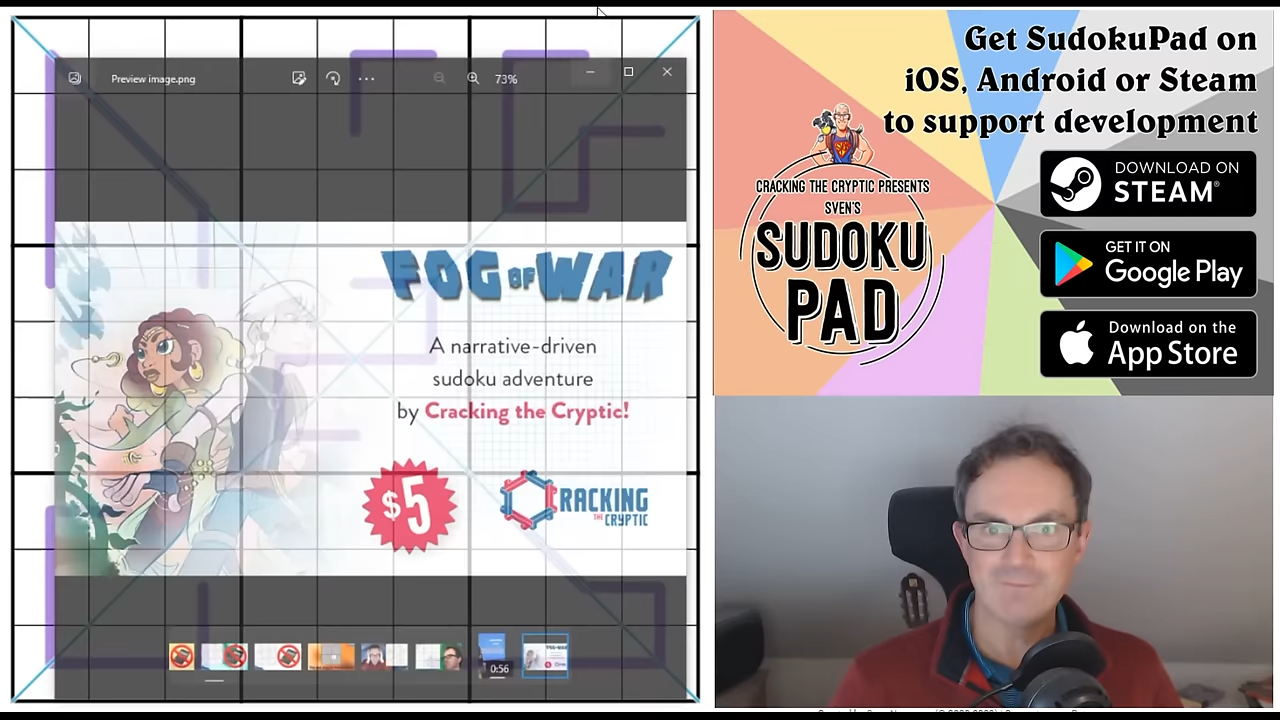 Preview image.png
73%
FOG OF WAR
A narrative-driven
sudoku adventure
by Cracking the Cryptic!
$5
CRACKING
THE CRYPTIC
0:56
Get SudokuPad on
iOS, Android or Steam
to support development
CRACKING THE CRYPTIC PRESENTS
SVEN'S
SUDOKU
PAD
DOWNLOAD ON
STEAM®
GET IT ON
Google Play
Download on the
App Store